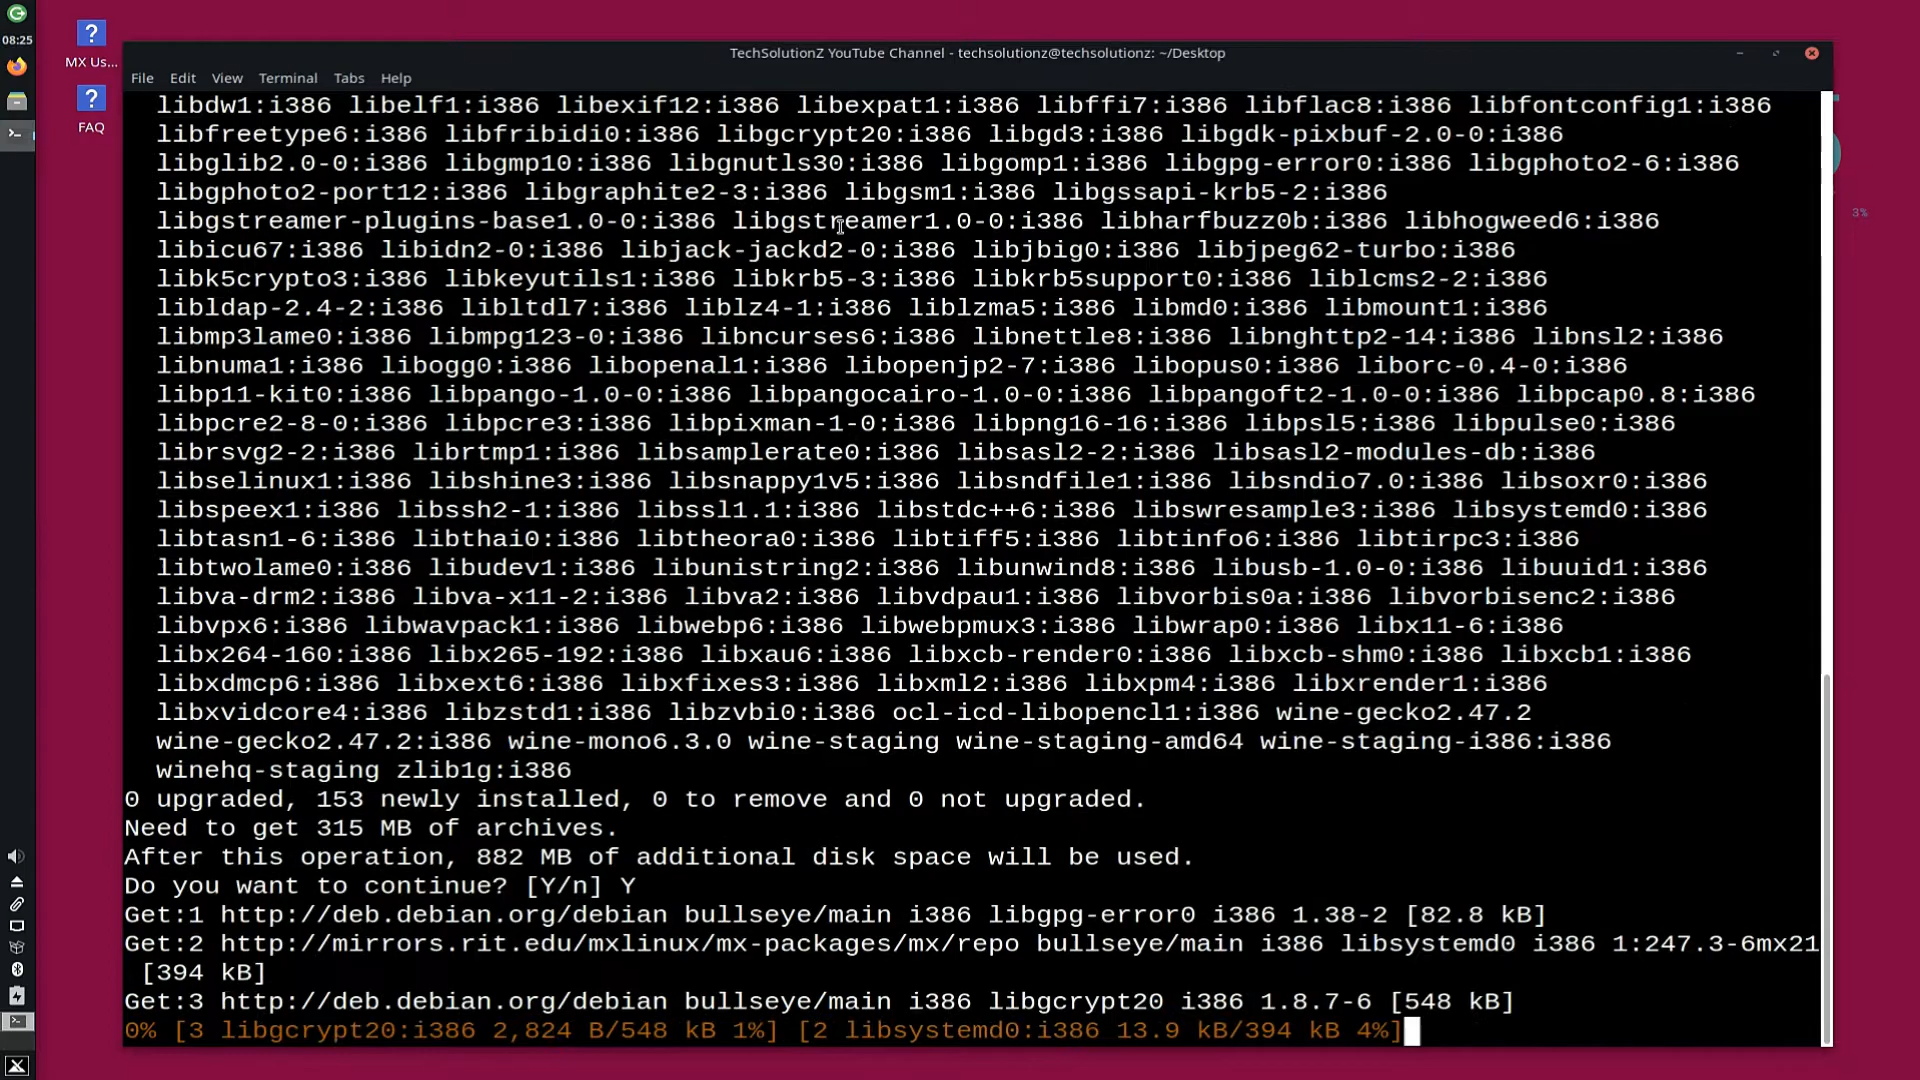 08:25
MX Us...
FAQ
TechSolutionZ YouTube Channel - techsolutionz@techsolutionz: ~/Desktop
File Edit View Terminal Tabs Help
libdw1:i386 libelf1:i386 libexif12:i386 libexpat1:i386 libffi7:i386 libflac8:i386 libfontconfig1:i386
libfreetype6:i386 libfribidi0:i386 libgcrypt20:i386 libgd3:i386 libgdk-pixbuf-2.0-0:i386
libglib2.0-0:i386 libgmp10:i386 libgnutls30:i386 libgomp1:i386 libgpg-error0:i386 libgphoto2-6:i386
libgphoto2-port12:i386 libgraphite2-3:i386 libgsm1:i386 libgssapi-krb5-2:i386
libgstreamer-plugins-base1.0-0:i386 libgstreamer1.0-0:i386 libharfbuzz0b:i386 libhogweed6:i386
libicu67:i386 libidn2-0:i386 libjack-jackd2-0:i386 libjbig0:i386 libjpeg62-turbo:i386
libk5crypto3:i386 libkeyutils1:i386 libkrb5-3:i386 libkrb5support0:i386 liblcms2-2:i386
libldap-2.4-2:i386 libltdl7:i386 liblz4-1:i386 liblzma5:i386 libmd0:i386 libmount1:i386
libmp3lame0:i386 libmpg123-0:i386 libncurses6:i386 libnettle8:i386 libnghttp2-14:i386 libnsl2:i386
libnuma1:i386 libogg0:i386 libopenal1:i386 libopenjp2-7:i386 libopus0:i386 liborc-0.4-0:i386
libp11-kit0:i386 libpango-1.0-0:i386 libpangocairo-1.0-0:i386 libpangoft2-1.0-0:i386 libpcap0.8:i386
libpcre2-8-0:i386 libpcre3:i386 libpixman-1-0:i386 libpng16-16:i386 libpsl5:i386 libpulse0:i386
librsvg2-2:i386 librtmp1:i386 libsamplerate0:i386 libsasl2-2:i386 libsasl2-modules-db:i386
libselinux1:i386 libshine3:i386 libsnappy1v5:i386 libsndfile1:i386 libsndio7.0:i386 libsoxr0:i386
libspeex1:i386 libssh2-1:i386 libssl1.1:i386 libstdc++6:i386 libswresample3:i386 libsystemd0:i386
libtasn1-6:i386 libthai0:i386 libtheora0:i386 libtiff5:i386 libtinfo6:i386 libtirpc3:i386
libtwolame0:i386 libudev1:i386 libunistring2:i386 libunwind8:i386 libusb-1.0-0:i386 libuuid1:i386
libva-drm2:i386 libva-x11-2:i386 libva2:i386 libvdpau1:i386 libvorbis0a:i386 libvorbisenc2:i386
libvpx6:i386 libwavpack1:i386 libwebp6:i386 libwebpmux3:i386 libwrap0:i386 libx11-6:i386
libx264-160:i386 libx265-192:i386 libxau6:i386 libxcb-render0:i386 libxcb-shm0:i386 libxcb1:i386
libxdmcp6:i386 libxext6:i386 libxfixes3:i386 libxml2:i386 libxpm4:i386 libxrender1:i386
libxvidcore4:i386 libzstd1:i386 libzvbi0:i386 ocl-icd-libopencl1:i386 wine-gecko2.47.2
wine-gecko2.47.2:i386 wine-mono6.3.0 wine-staging wine-staging-amd64 wine-staging-i386:i386
winehq-staging zlib1g:i386
0 upgraded, 153 newly installed, 0 to remove and 0 not upgraded.
Need to get 315 MB of archives.
After this operation, 882 MB of additional disk space will be used.
Do you want to continue? [Y/n] Y
Get:1 http://deb.debian.org/debian bullseye/main i386 libgpg-error0 i386 1.38-2 [82.8 kB]
Get:2 http://mirrors.rit.edu/mxlinux/mx-packages/mx/repo bullseye/main i386 libsystemd0 i386 1:247.3-6mx21
[394 kB]
Get:3 http://deb.debian.org/debian bullseye/main i386 libgcrypt20 i386 1.8.7-6 [548 kB]
0% [3 libgcrypt20:i386 2,824 B/548 kB 1%] [2 libsystemd0:i386 13.9 kB/394 kB 4%]
3%